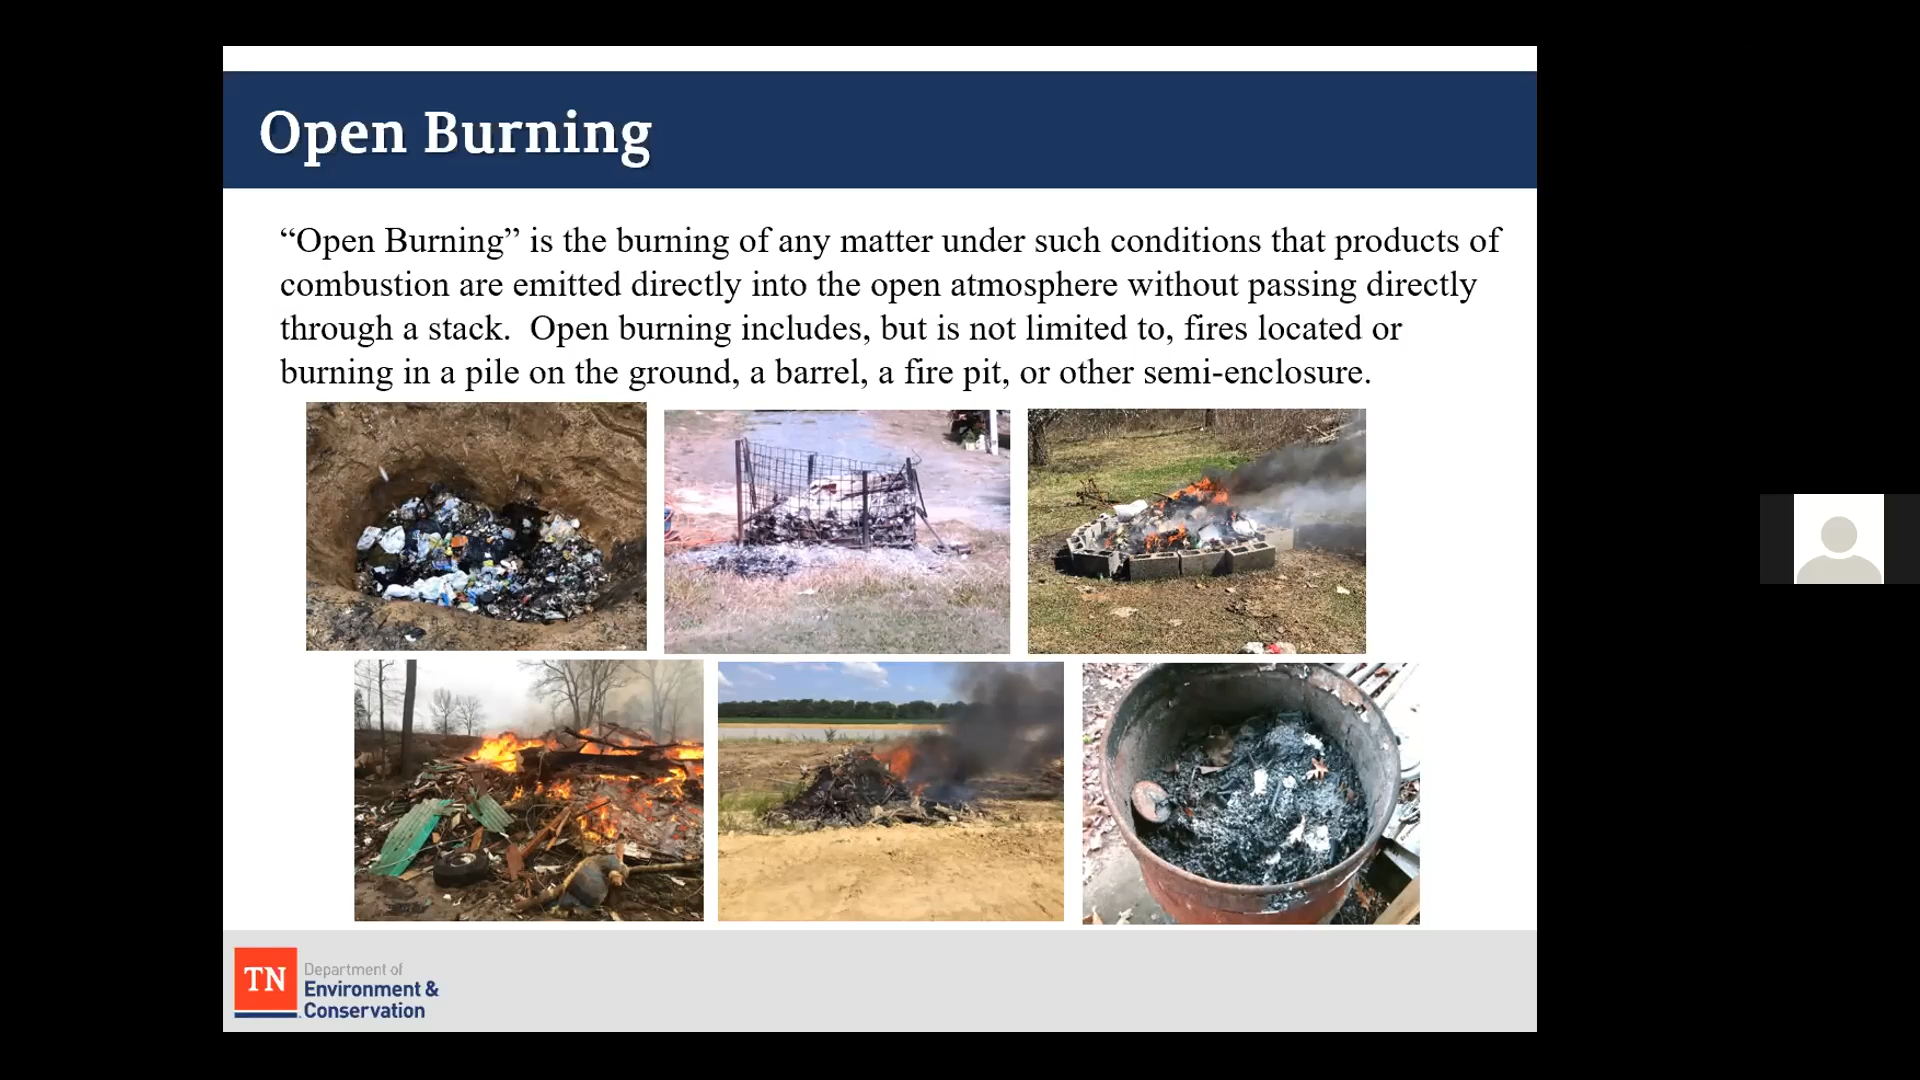 Open Burning
“Open Burning” is the burning of any matter under such conditions that products of
combustion are emitted directly into the open atmosphere without passing directly
through a stack.  Open burning includes, but is not limited to, fires located or
burning in a pile on the ground, a barrel, a fire pit, or other semi-enclosure.
TN
Department of
Environment &
Conservation